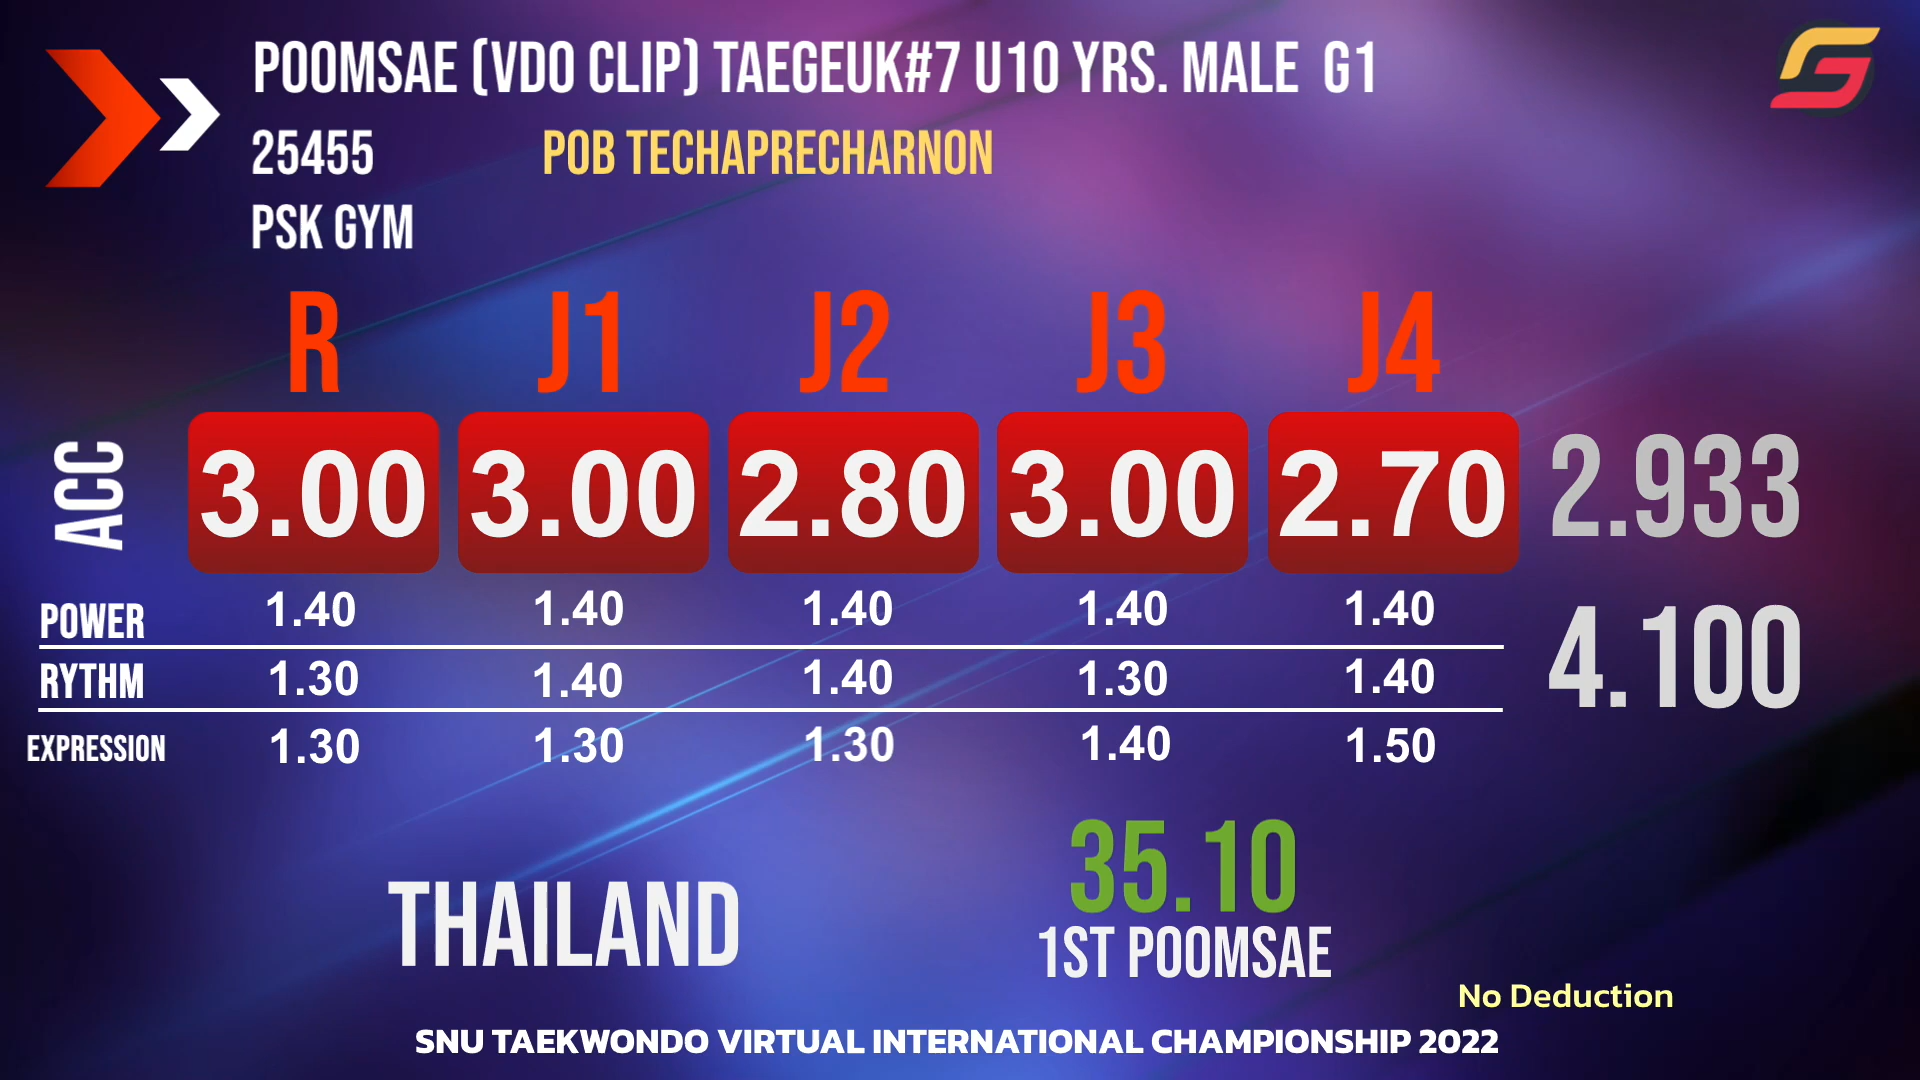 POOMSAE (VDO CLIP) TAEGEUK#7 U10 YRS. MALE G1
25455 POB TECHAPRECHARNON
PSK GYM
R J1 J2 J3 J4
ACC 3.00 3.00 2.80 3.00 2.70 2.933
POWER 1.40 1.40 1.40 1.40 1.40
4.100
RYTHM 1.30 1.40 1.40 1.30 1.40
EXPRESSION 1.30 1.30 1.30 1.40 1.50
THAILAND
35.10
1ST POOMSAE
No Deduction
SNU TAEKWONDO VIRTUAL INTERNATIONAL CHAMPIONSHIP 2022